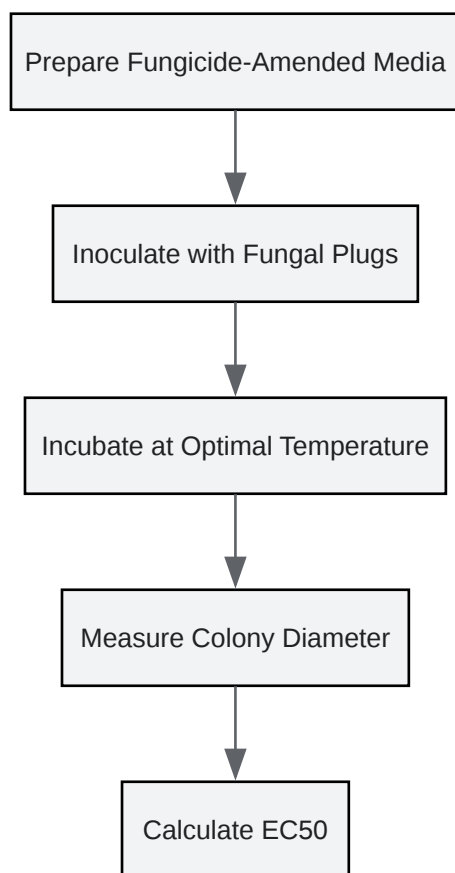 Prepare Fungicide-Amended Media
Inoculate with Fungal Plugs
Incubate at Optimal Temperature
Measure Colony Diameter
Calculate EC50